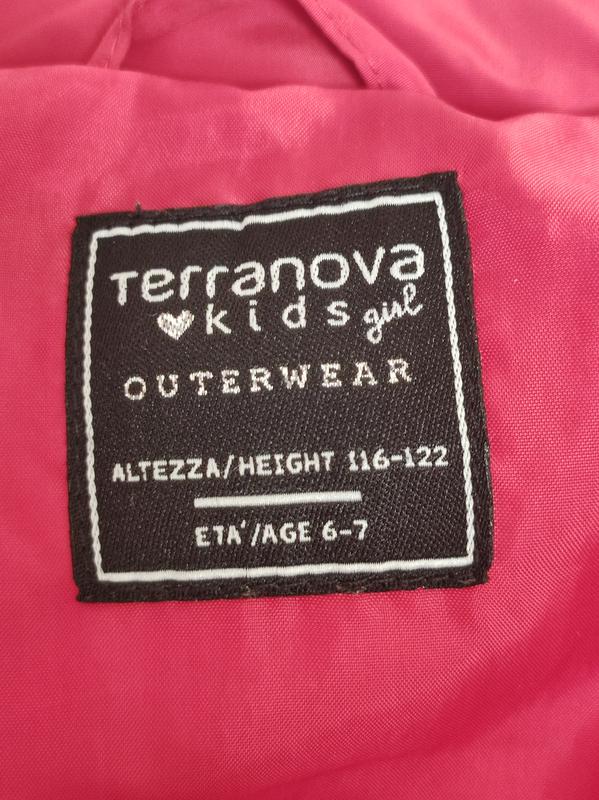 Terranova
kids girl
OUTERWEAR
ALTEZZA/HEIGHT 116-122
ETA'/AGE 6-7